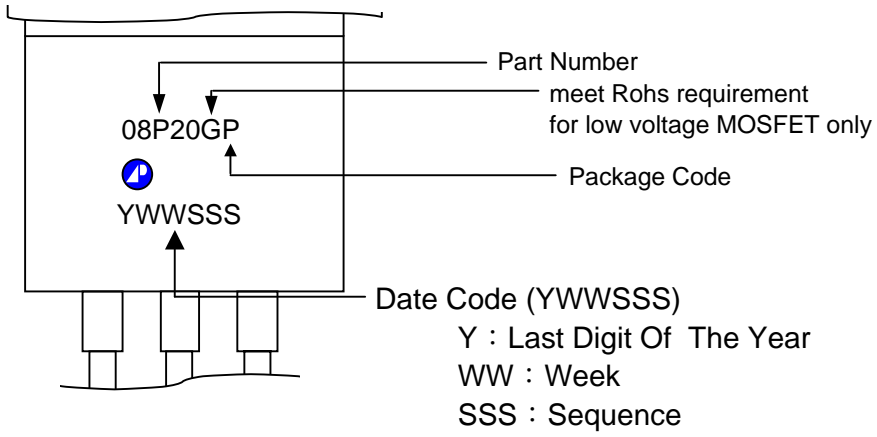 Part Number
meet Rohs requirement
for low voltage MOSFET only
08P20GP
Package Code
YWWSSS
Date Code (YWWSSS)
Y：Last Digit Of The Year
WW：Week
SSS：Sequence